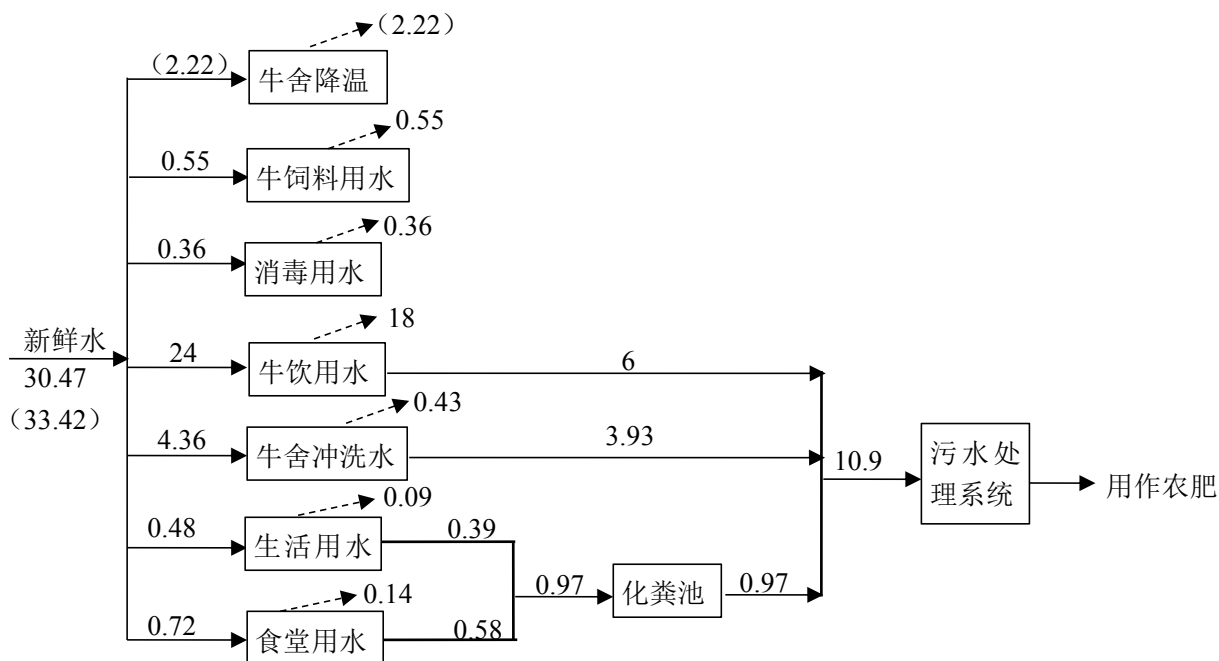 (2.22)
（2.22）
牛舍降温
0.55
0.55
牛饲料用水
0.36
0.36
消毒用水
新鲜水
30.47
（33.42）
18
24
牛饮用水
6
0.43
4.36
牛舍冲洗水
3.93
10.9
污水处
理系统
用作农肥
0.09
0.48
生活用水
0.39
0.97
化粪池
0.97
0.14
0.72
食堂用水
0.58